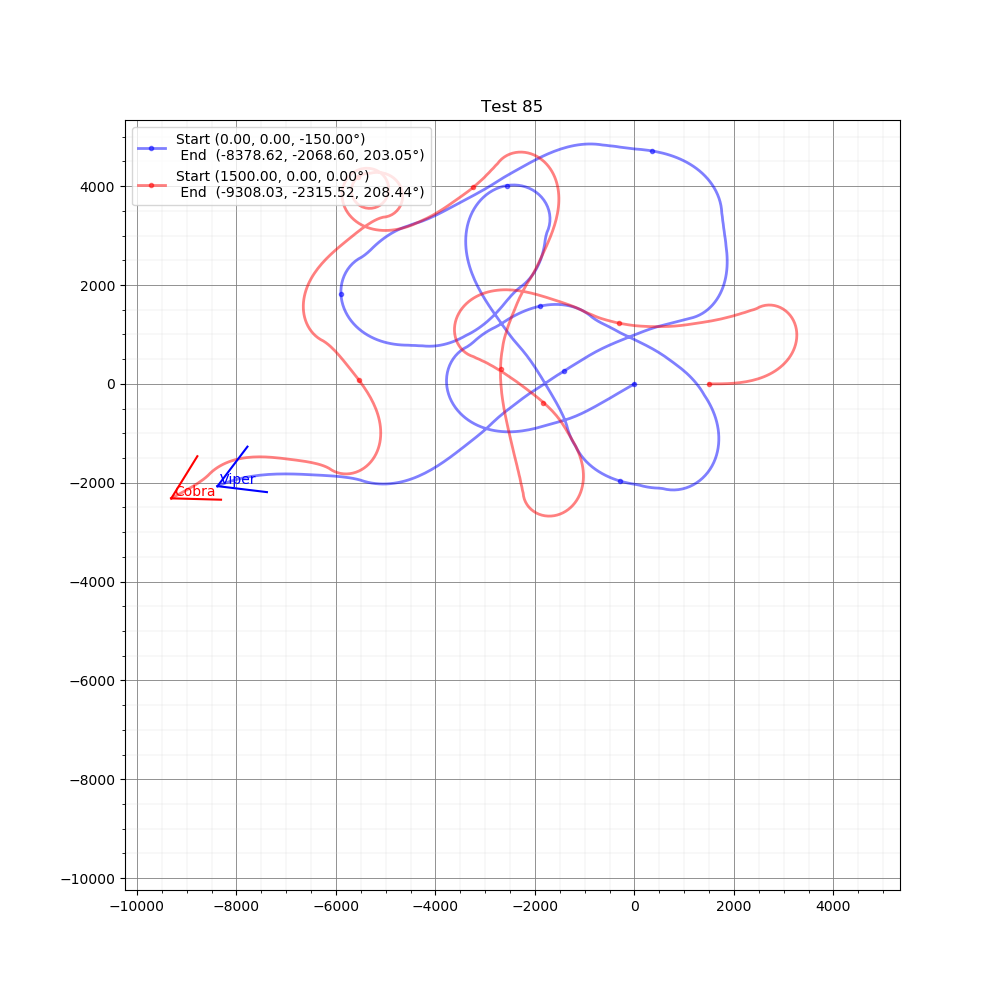 Test 85
Start (0.00, 0.00, -150.00°)
End (-8378.62, -2068.60, 203.05°)
Start (1500.00, 0.00, 0.00°)
End (-9308.03, -2315.52, 208.44°)
4000
2000
0
−2000
−4000
−6000
−8000
−10000
Viper
Cobra
−10000 −8000 −6000 −4000 −2000 0 2000 4000